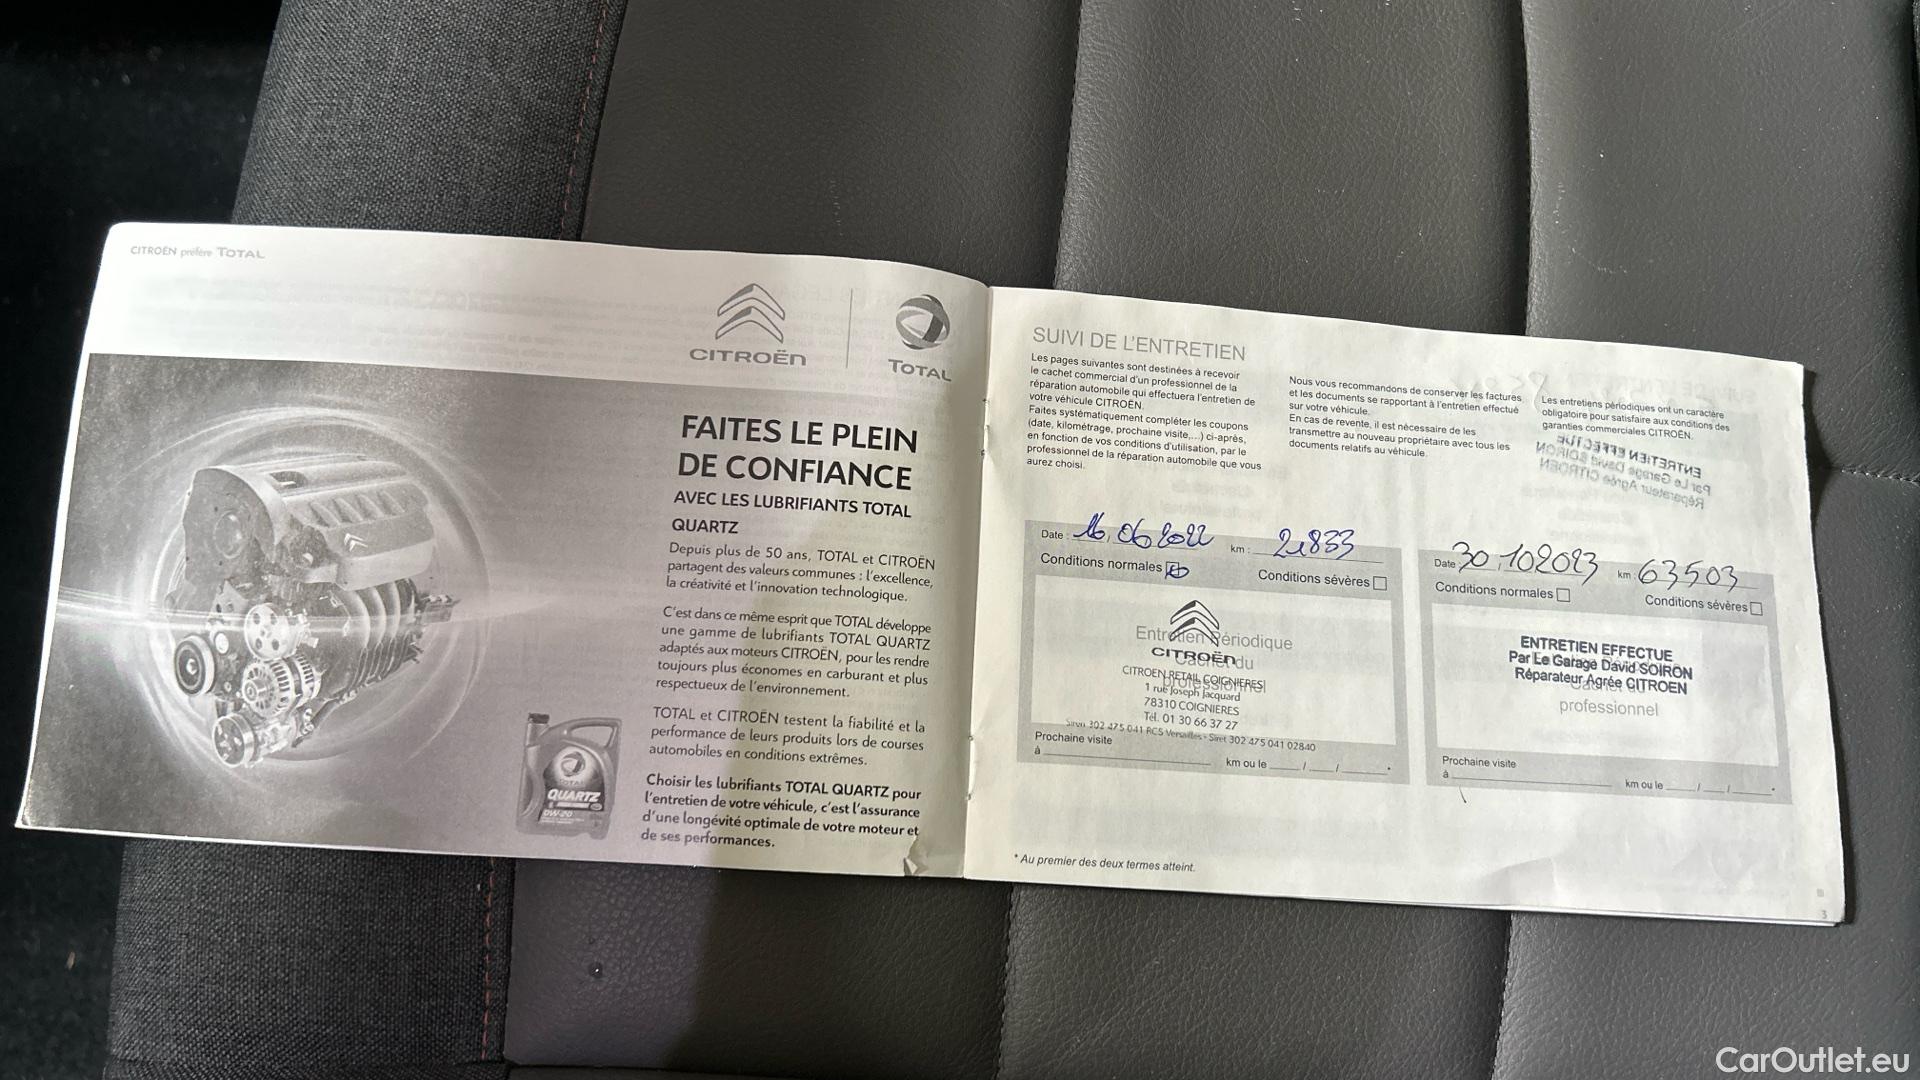 CITROËN préfère TOTAL
CITROËN
TOTAL
FAITES LE PLEIN
DE CONFIANCE
AVEC LES LUBRIFIANTS TOTAL
QUARTZ
Depuis plus de 50 ans, TOTAL et CITROËN
partagent des valeurs communes : l'excellence,
la créativité et l'innovation technologique.
C'est dans ce même esprit que TOTAL développe
une gamme de lubrifiants TOTAL QUARTZ
adaptés aux moteurs CITROËN, pour les rendre
toujours plus économes en carburant et plus
respectueux de l'environnement.
TOTAL et CITROËN testent la fiabilité et la
performance de leurs produits lors de courses
automobiles en conditions extrêmes.
Choisir les lubrifiants TOTAL QUARTZ pour
l'entretien de votre véhicule, c'est l'assurance
d'une longévité optimale de votre moteur et
de ses performances.
TOTAL
QUARTZ
0W-20
SUIVI DE L'ENTRETIEN
Les pages suivantes sont destinées à recevoir
le cachet commercial d'un professionnel de la
réparation automobile qui effectuera l'entretien de
votre véhicule CITROËN.
Faites systématiquement compléter les coupons
(date, kilométrage, prochaine visite,...) ci-après,
en fonction de vos conditions d'utilisation, par le
professionnel de la réparation automobile que vous
aurez choisi.
Nous vous recommandons de conserver les factures
et les documents se rapportant à l'entretien effectué
sur votre véhicule.
En cas de revente, il est nécessaire de les
transmettre au nouveau propriétaire avec tous les
documents relatifs au véhicule.
Les entretiens périodiques ont un caractère
obligatoire pour satisfaire aux conditions des
garanties commerciales CITROËN.
Date : 16.06 2022 km : 21833
Conditions normales Conditions sévères
Entretien Périodique
Cachet du
professionnel
CITROËN
CITROEN RETAIL COIGNIERES
1 rue Joseph Jacquard
78310 COIGNIERES
Tél. 01 30 66 37 27
Siren 302 475 041 RCS Versailles - Siret 302 475 041 02840
Prochaine visite
à km ou le / / *
Date : 30.102023 km : 63503
Conditions normales Conditions sévères
ENTRETIEN EFFECTUE
Par Le Garage David SOIRON
Réparateur Agrée CITROEN
Cachet du
professionnel
Prochaine visite
à km ou le / / *
* Au premier des deux termes atteint.
3
CarOutlet.eu